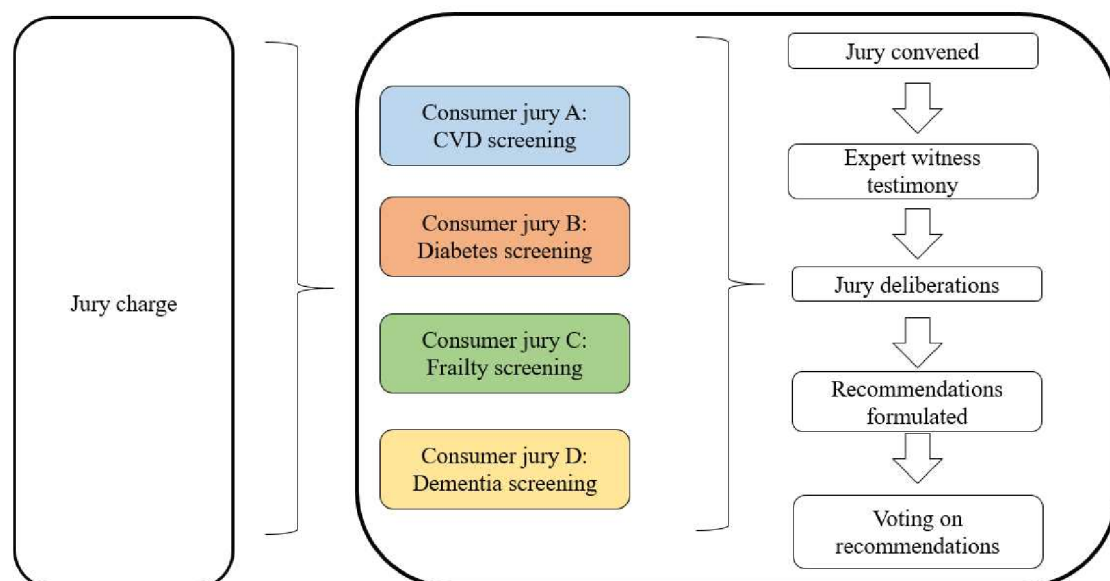 Jury charge
Consumer jury A:
CVD screening
Consumer jury B:
Diabetes screening
Consumer jury C:
Frailty screening
Consumer jury D:
Dementia screening
Jury convened
Expert witness
testimony
Jury deliberations
Recommendations
formulated
Voting on
recommendations